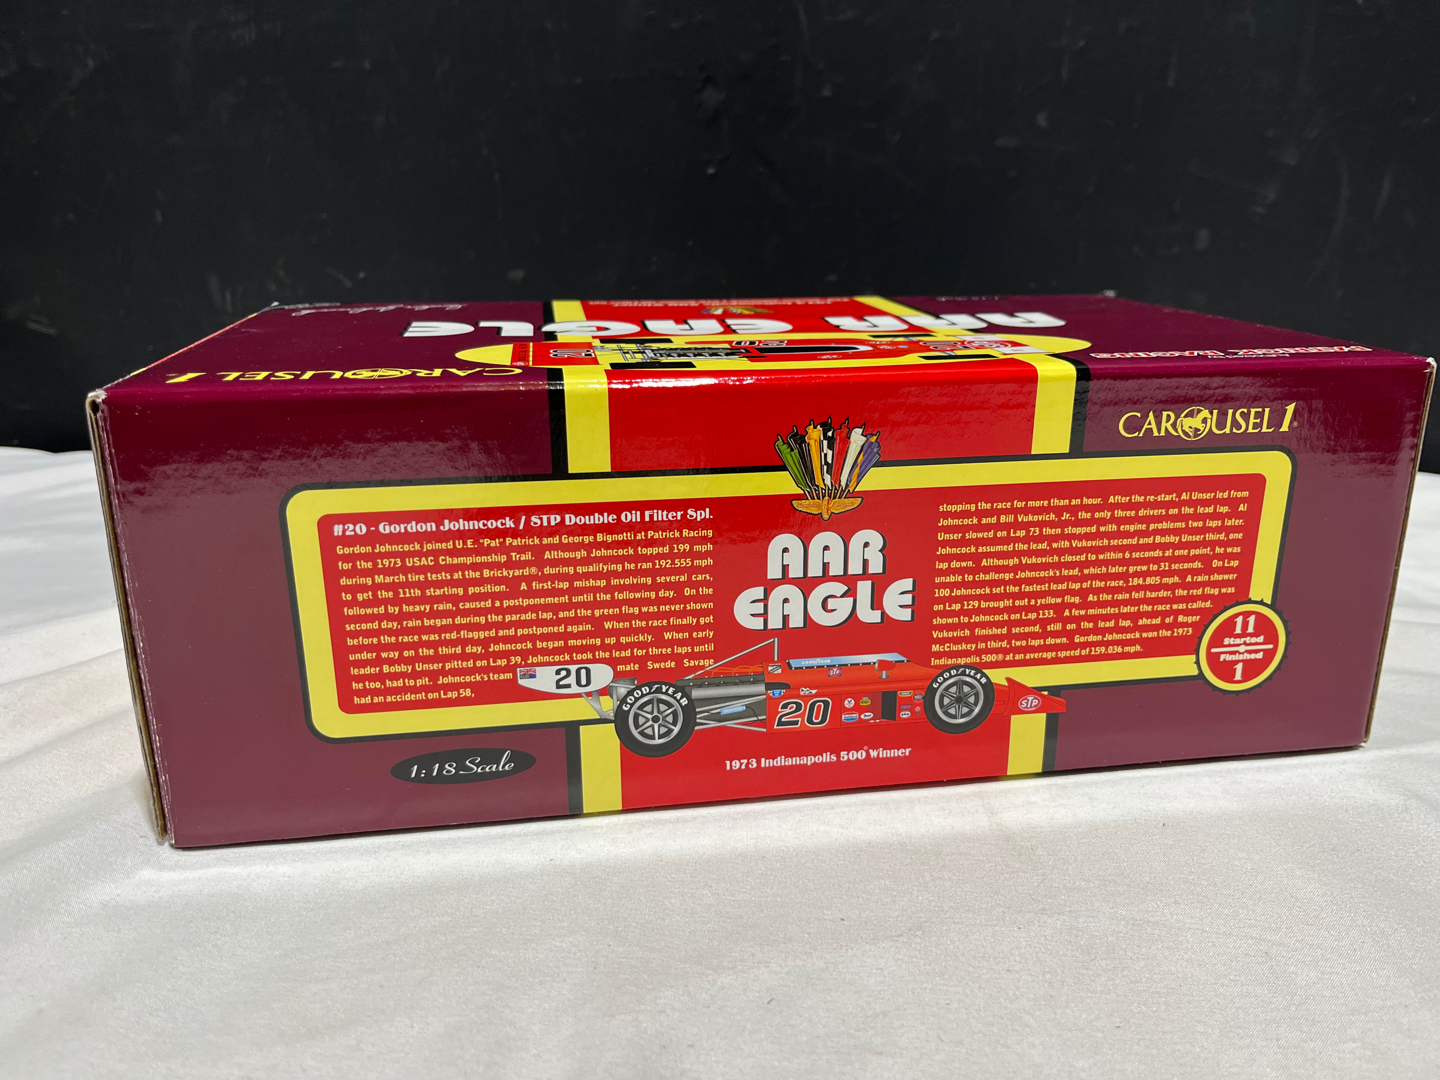 AAR EAGLE
CAROUSEL 1
20
STP
PATRICK RACING
CAROUSEL 1
#20 - Gordon Johncock / STP Double Oil Filter Spl.
Gordon Johncock joined U.E. "Pat" Patrick and George Bignotti at Patrick Racing
for the 1973 USAC Championship Trail. Although Johncock topped 199 mph
during March tire tests at the Brickyard®, during qualifying he ran 192.555 mph
to get the 11th starting position. A first-lap mishap involving several cars,
followed by heavy rain, caused a postponement until the following day. On the
second day, rain began during the parade lap, and the green flag was never shown
before the race was red-flagged and postponed again. When the race finally got
under way on the third day, Johncock began moving up quickly. When early
leader Bobby Unser pitted on Lap 39, Johncock took the lead for three laps until
he too, had to pit. Johncock's team mate Swede Savage
had an accident on Lap 58,
AAR
EAGLE
stopping the race for more than an hour. After the re-start, Al Unser led from
Johncock and Bill Vukovich, Jr., the only three drivers on the lead lap. Al
Unser slowed on Lap 73 then stopped with engine problems two laps later.
Johncock assumed the lead, with Vukovich second and Bobby Unser third, one
lap down. Although Vukovich closed to within 6 seconds at one point, he was
unable to challenge Johncock's lead, which later grew to 31 seconds. On Lap
100 Johncock set the fastest lead lap of the race, 184.805 mph. A rain shower
on Lap 129 brought out a yellow flag. As the rain fell harder, the red flag was
shown to Johncock on Lap 133. A few minutes later the race was called.
Vukovich finished second, still on the lead lap, ahead of Roger
McCluskey in third, two laps down. Gordon Johncock won the 1973
Indianapolis 500® at an average speed of 159.036 mph.
11
Started
Finished
1
20
GOODYEAR
20
STP
GOODYEAR
STP
1:18 Scale
1973 Indianapolis 500® Winner